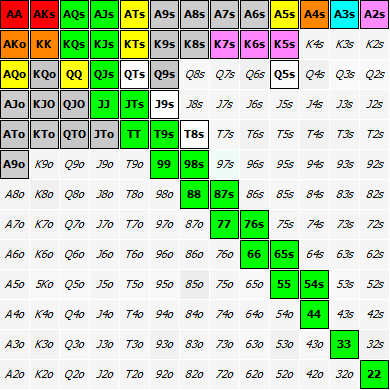 AA AKs AQs AJs ATs A9s A8s A7s A6s A5s A4s A3s A2s
AKo KK KQs KJs KTs K9s K8s K7s K6s K5s K4s K3s K2s
AQo KQo QQ QJs QTs Q9s Q8s Q7s Q6s Q5s Q4s Q3s Q2s
AJo KJO QJO JJ JTs J9s J8s J7s J6s J5s J4s J3s J2s
ATo KTo QTO JTo TT T9s T8s T7s T6s T5s T4s T3s T2s
A9o K9o Q9o J9o T9o 99 98s 97s 96s 95s 94s 93s 92s
A8o K8o Q8o J8o T8o 98o 88 87s 86s 85s 84s 83s 82s
A7o K7o Q7o J7o T7o 97o 87o 77 76s 75s 74s 73s 72s
A6o K6o Q6o J6o T6o 96o 86o 76o 66 65s 64s 63s 62s
A5o 5Ko Q5o J5o T5o 95o 85o 75o 65o 55 54s 53s 52s
A4o K4o Q4o J4o T4o 94o 84o 74o 64o 54o 44 43s 42s
A3o K3o Q3o J3o T3o 93o 83o 73o 63o 53o 43o 33 32s
A2o K2o Q2o J2o T2o 92o 82o 72o 62o 52o 42o 32o 22